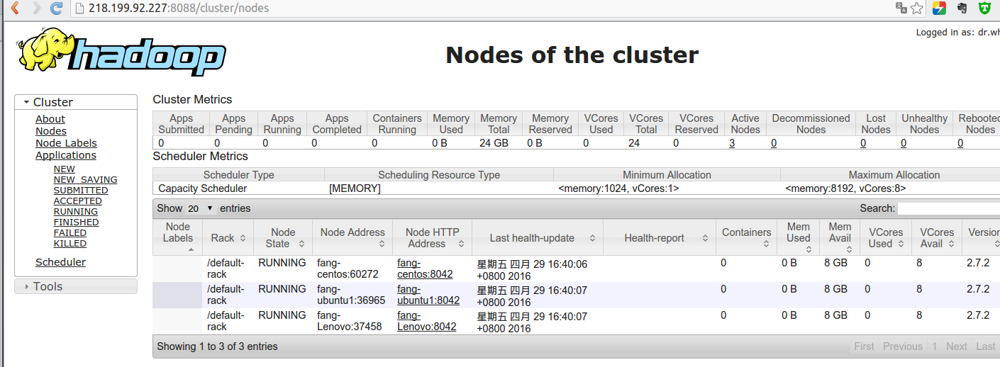 218.199.92.227:8088/cluster/nodes
Logged in as: dr.wh
hadoop
Nodes of the cluster
Cluster
About
Nodes
Node Labels
Applications
NEW
NEW_SAVING
SUBMITTED
ACCEPTED
RUNNING
FINISHED
FAILED
KILLED
Scheduler
Tools
Cluster Metrics
Apps Submitted Apps Pending Apps Running Apps Completed Containers Running Memory Used Memory Total Memory Reserved VCores Used VCores Total VCores Reserved Active Nodes Decommissioned Nodes Lost Nodes Unhealthy Nodes Rebooted Nodes
0 0 0 0 0 0 B 24 GB 0 B 0 24 0 3 0 0 0 0
Scheduler Metrics
Scheduler Type Scheduling Resource Type Minimum Allocation Maximum Allocation
Capacity Scheduler [MEMORY] <memory:1024, vCores:1> <memory:8192, vCores:8>
Show 20 entries Search:
Node Labels Rack Node State Node Address Node HTTP Address Last health-update Health-report Containers Mem Used Mem Avail VCores Used VCores Avail Version
/default-rack RUNNING fang-centos:60272 fang-centos:8042 星期五 四月 29 16:40:06 +0800 2016 0 0 B 8 GB 0 8 2.7.2
/default-rack RUNNING fang-ubuntu1:36965 fang-ubuntu1:8042 星期五 四月 29 16:40:07 +0800 2016 0 0 B 8 GB 0 8 2.7.2
/default-rack RUNNING fang-Lenovo:37458 fang-Lenovo:8042 星期五 四月 29 16:40:07 +0800 2016 0 0 B 8 GB 0 8 2.7.2
Showing 1 to 3 of 3 entries First Previous 1 Next Last